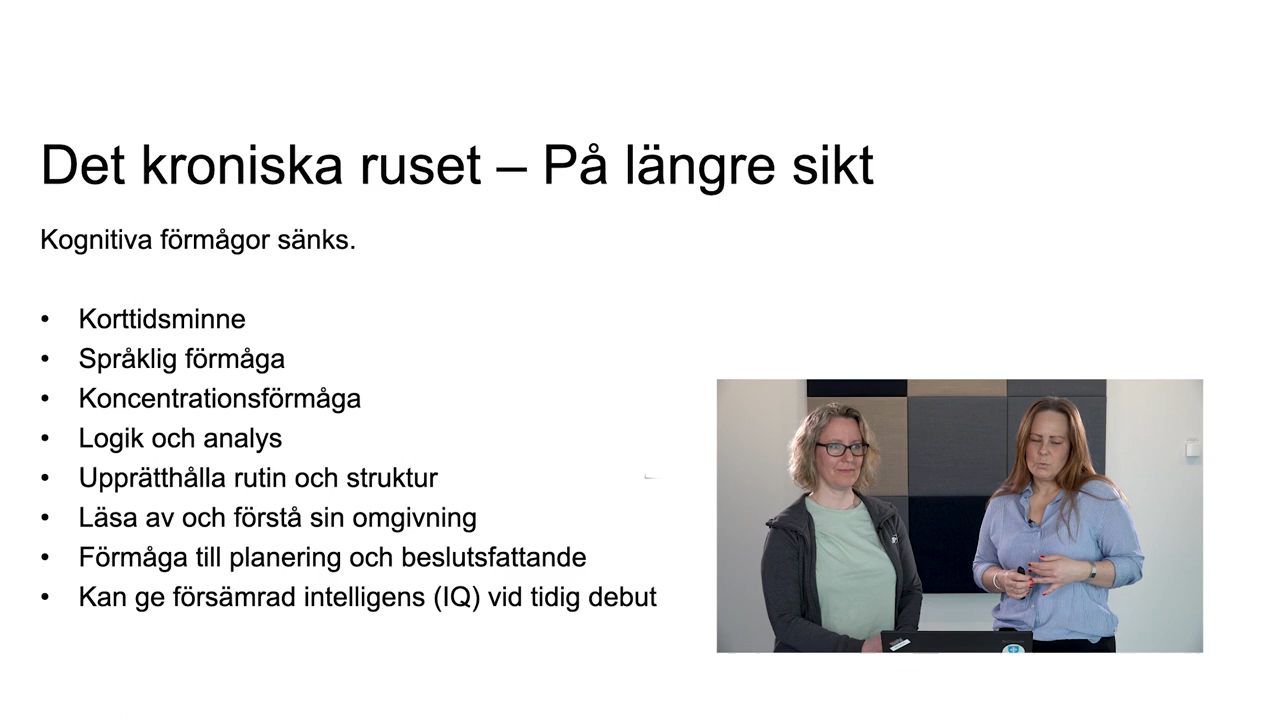 Det kroniska ruset – På längre sikt
Kognitiva förmågor sänks.
• Korttidsminne
• Språklig förmåga
• Koncentrationsförmåga
• Logik och analys
• Upprätthålla rutin och struktur
• Läsa av och förstå sin omgivning
• Förmåga till planering och beslutsfattande
• Kan ge försämrad intelligens (IQ) vid tidig debut